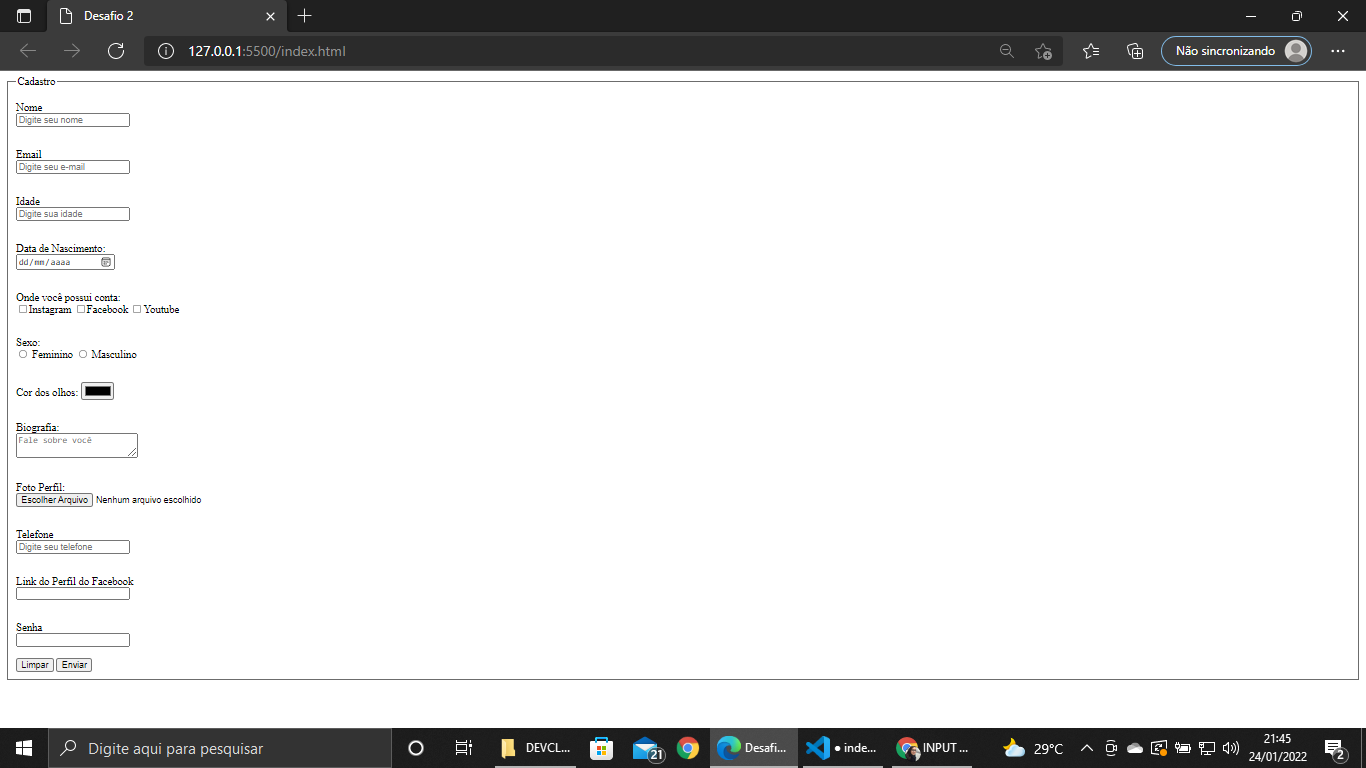 Desafio 2
127.0.0.1:5500/index.html
Não sincronizando
Cadastro
Nome
Digite seu nome
Email
Digite seu e-mail
Idade
Digite sua idade
Data de Nascimento:
dd/mm/aaaa
Onde você possui conta:
Instagram Facebook Youtube
Sexo:
Feminino Masculino
Cor dos olhos:
Biografia:
Fale sobre você
Foto Perfil:
Escolher Arquivo Nenhum arquivo escolhido
Telefone
Digite seu telefone
Link do Perfil do Facebook
Senha
Limpar Enviar
Digite aqui para pesquisar
DEVCL...
21
Desafi...
• inde...
INPUT ...
29°C
21:45
24/01/2022
2